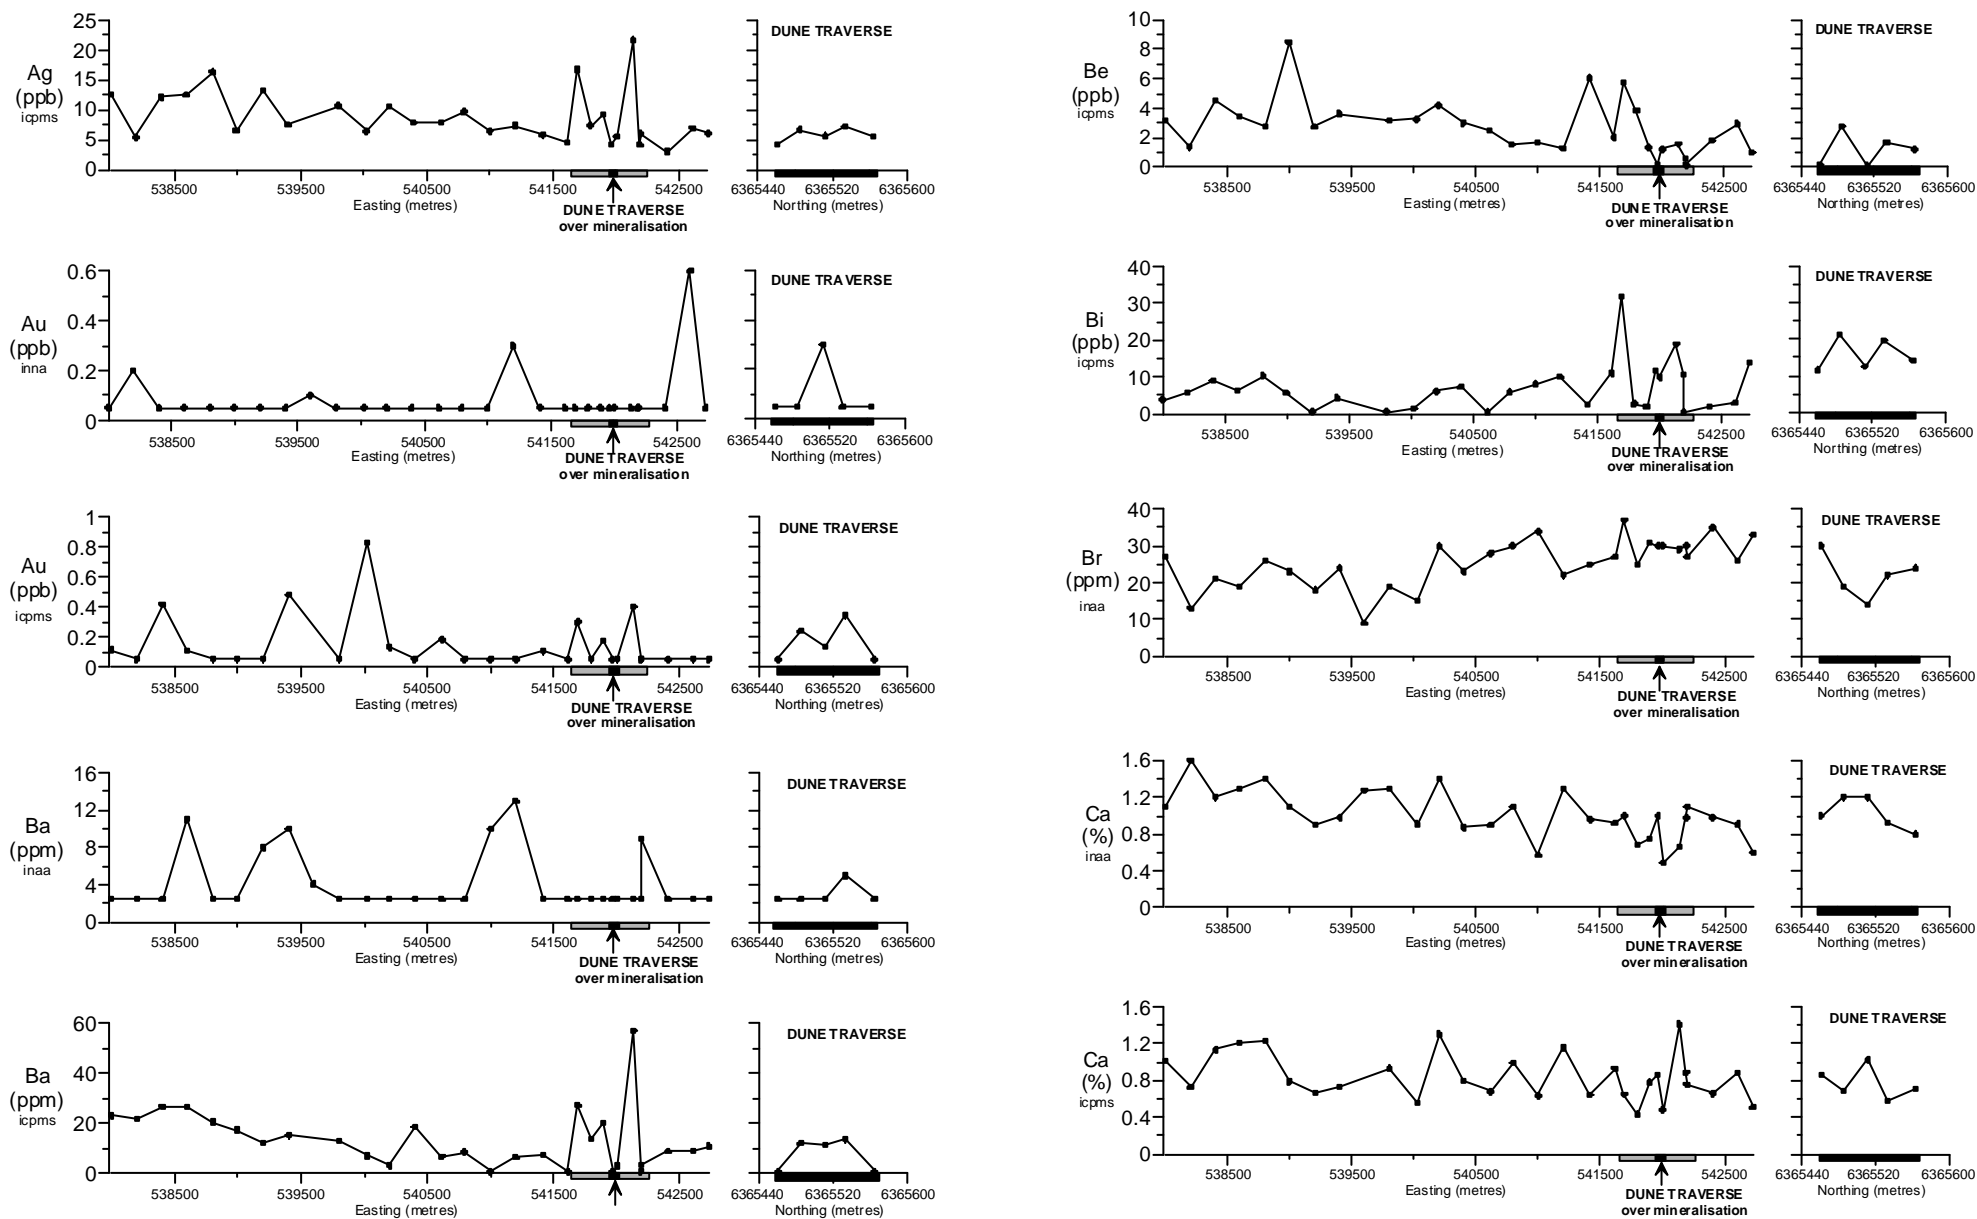 25
20
15
10
5
0
Ag
(ppb)
icpms
538500 539500 540500 541500 542500
Easting (metres)
DUNE TRAVERSE
over mineralisation
DUNE TRAVERSE
6365440 6365520 6365600
Northing (metres)
0.6
0.4
0.2
0
Au
(ppb)
inna
538500 539500 540500 541500 542500
Easting (metres)
DUNE TRAVERSE
over mineralisation
DUNE TRAVERSE
6365440 6365520 6365600
Northing (metres)
1
0.8
0.6
0.4
0.2
0
Au
(ppb)
icpms
538500 539500 540500 541500 542500
Easting (metres)
DUNE TRAVERSE
over mineralisation
DUNE TRAVERSE
6365440 6365520 6365600
Northing (metres)
16
12
8
4
0
Ba
(ppm)
inaa
538500 539500 540500 541500 542500
Easting (metres)
DUNE TRAVERSE
over mineralisation
DUNE TRAVERSE
6365440 6365520 6365600
Northing (metres)
60
40
20
0
Ba
(ppm)
icpms
538500 539500 540500 541500 542500
Easting (metres)
DUNE TRAVERSE
6365440 6365520 6365600
Northing (metres)
10
8
6
4
2
0
Be
(ppb)
icpms
538500 539500 540500 541500 542500
Easting (metres)
DUNE TRAVERSE
over mineralisation
DUNE TRAVERSE
6365440 6365520 6365600
Northing (metres)
40
30
20
10
0
Bi
(ppb)
icpms
538500 539500 540500 541500 542500
Easting (metres)
DUNE TRAVERSE
over mineralisation
DUNE TRAVERSE
6365440 6365520 6365600
Northing (metres)
40
30
20
10
0
Br
(ppm)
inaa
538500 539500 540500 541500 542500
Easting (metres)
DUNE TRAVERSE
over mineralisation
DUNE TRAVERSE
6365440 6365520 6365600
Northing (metres)
1.6
1.2
0.8
0.4
0
Ca
(%)
inaa
538500 539500 540500 541500 542500
Easting (metres)
DUNE TRAVERSE
over mineralisation
DUNE TRAVERSE
6365440 6365520 6365600
Northing (metres)
1.6
1.2
0.8
0.4
0
Ca
(%)
icpms
538500 539500 540500 541500 542500
Easting (metres)
DUNE TRAVERSE
over mineralisation
DUNE TRAVERSE
6365440 6365520 6365600
Northing (metres)